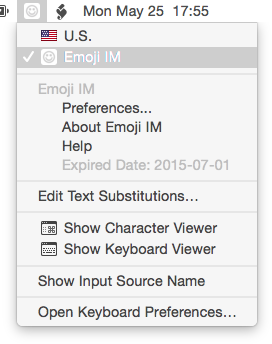 Mon May 25 17:55
U.S.
Emoji IM
Emoji IM
Preferences...
About Emoji IM
Help
Expired Date: 2015-07-01
Edit Text Substitutions…
Show Character Viewer
Show Keyboard Viewer
Show Input Source Name
Open Keyboard Preferences…